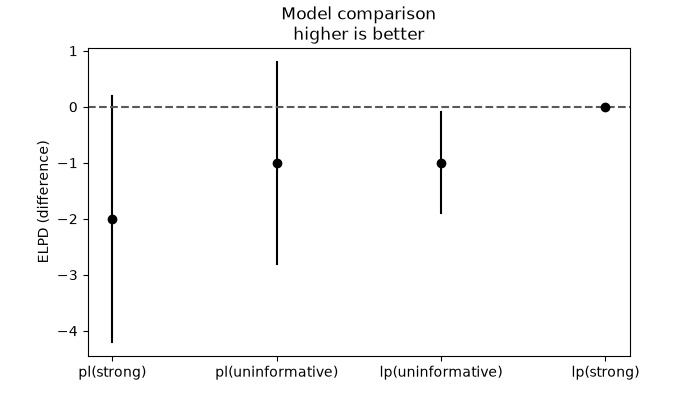 Model comparison
higher is better
ELPD (difference)
1
0
−1
−2
−3
−4
pl(strong)
pl(uninformative)
lp(uninformative)
lp(strong)